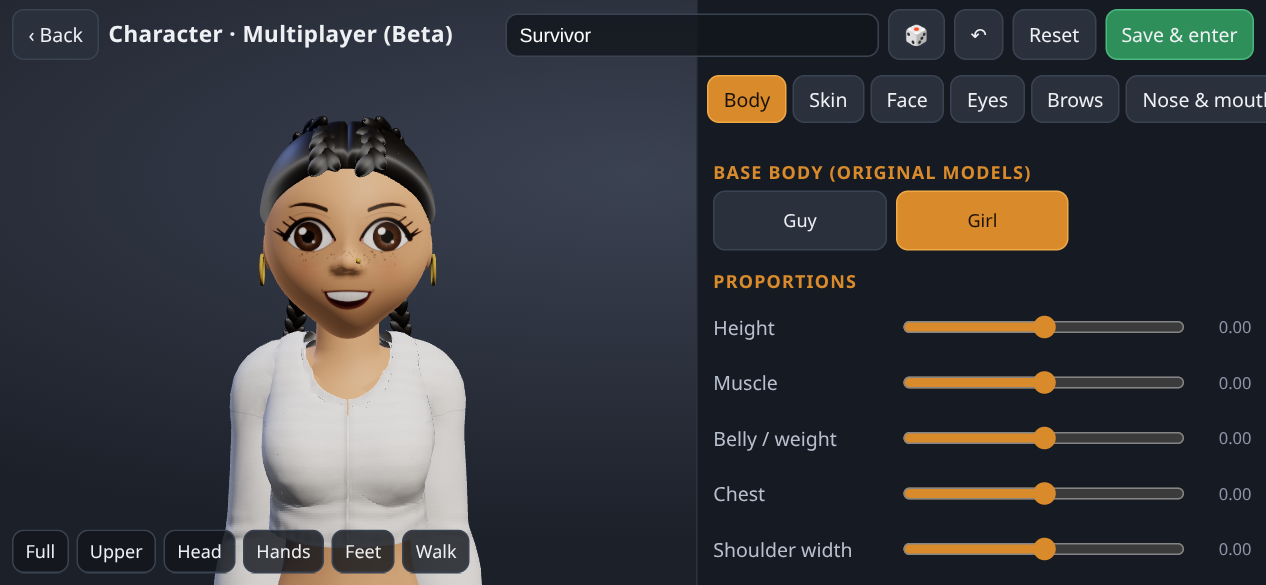 ‹ Back
Character · Multiplayer (Beta)
Survivor
↶
Reset
Save & enter
Body
Skin
Face
Eyes
Brows
Nose & mout
BASE BODY (ORIGINAL MODELS)
Guy
Girl
PROPORTIONS
Height 0.00
Muscle 0.00
Belly / weight 0.00
Chest 0.00
Shoulder width 0.00
Full
Upper
Head
Hands
Feet
Walk